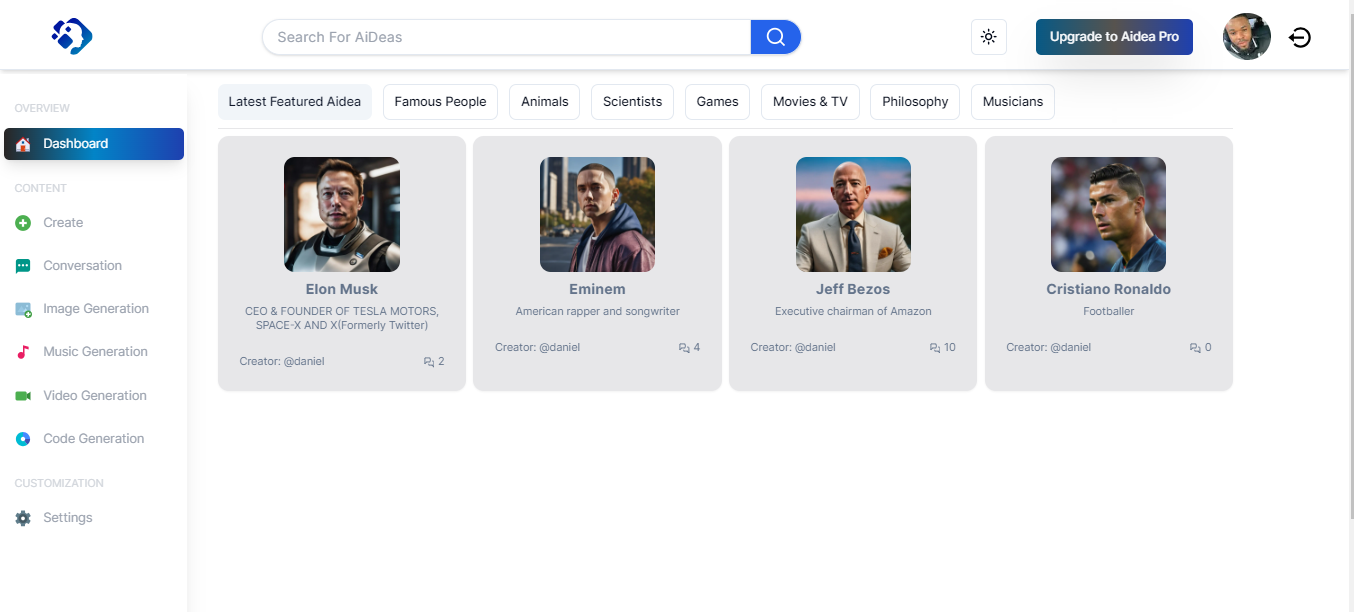 Search For AiDeas
Upgrade to Aidea Pro
OVERVIEW
Dashboard
CONTENT
Create
Conversation
Image Generation
Music Generation
Video Generation
Code Generation
CUSTOMIZATION
Settings
Latest Featured Aidea
Famous People
Animals
Scientists
Games
Movies & TV
Philosophy
Musicians
Elon Musk
CEO & FOUNDER OF TESLA MOTORS,
SPACE-X AND X(Formerly Twitter)
Creator: @daniel
2
Eminem
American rapper and songwriter
Creator: @daniel
4
Jeff Bezos
Executive chairman of Amazon
Creator: @daniel
10
Cristiano Ronaldo
Footballer
Creator: @daniel
0